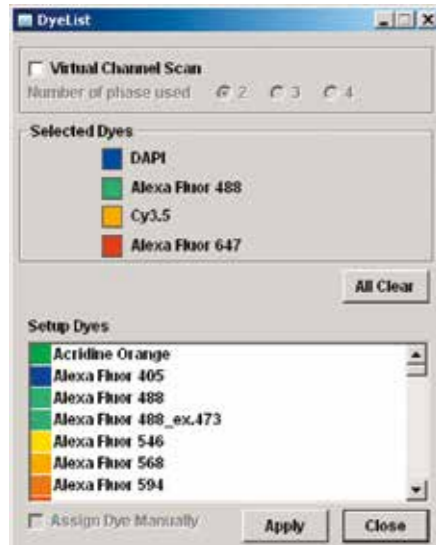 DyeList
Virtual Channel Scan
Number of phase used 2 3 4
Selected Dyes
DAPI
Alexa Fluor 488
Cy3.5
Alexa Fluor 647
All Clear
Setup Dyes
Acridine Orange
Alexa Fluor 405
Alexa Fluor 488
Alexa Fluor 488_ex.473
Alexa Fluor 546
Alexa Fluor 568
Alexa Fluor 594
Assign Dye Manually Apply Close